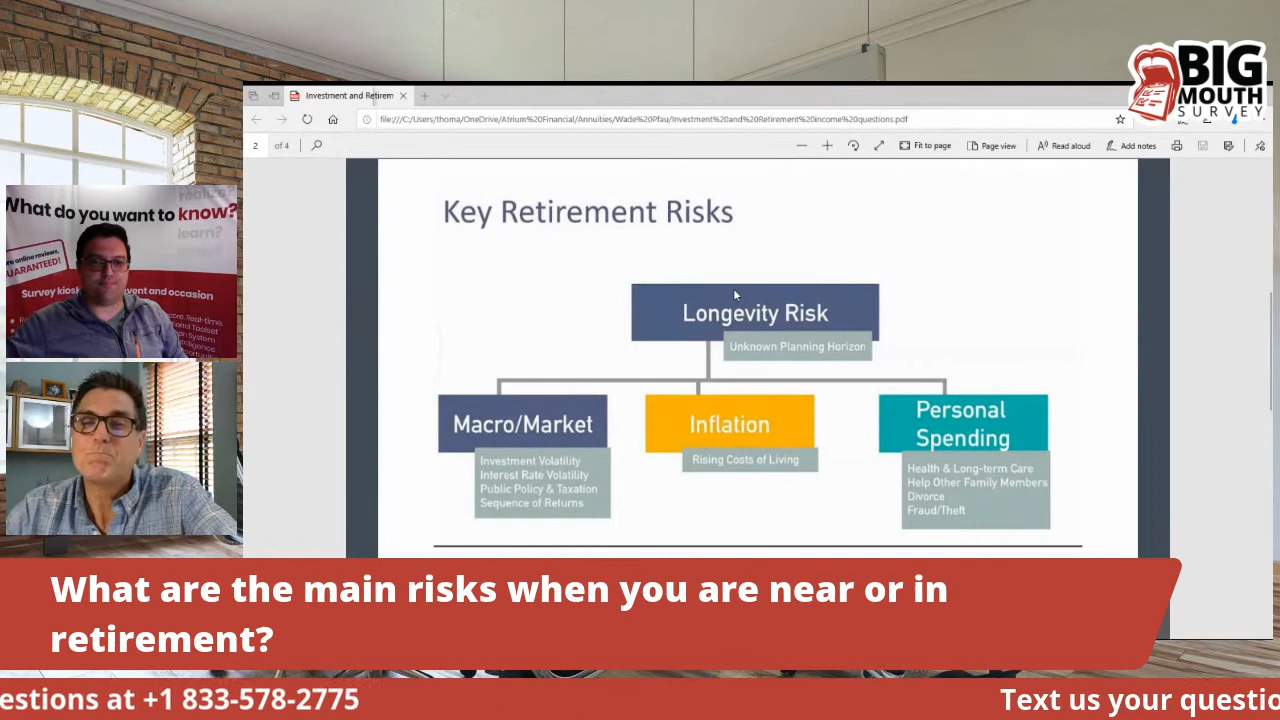 BIG
MOUTH
SURVEY
Investment and Retirem
file:///C:/Users/thoma/OneDrive/Atrium%20Financial/Annuities/Wade%20Pfau/Investment%20and%20Retirement%20income%20questions.pdf
2 of 4
Fit to page
Page view
Read aloud
Add notes
Key Retirement Risks
Longevity Risk
Unknown Planning Horizon
Macro/Market
Investment Volatility
Interest Rate Volatility
Public Policy & Taxation
Sequence of Returns
Inflation
Rising Costs of Living
Personal
Spending
Health & Long-term Care
Help Other Family Members
Divorce
Fraud/Theft
What do you want to know?
learn?
online reviews.
Survey
and occasion
What are the main risks when you are near or in
retirement?
estions at +1 833-578-2775
Text us your questio